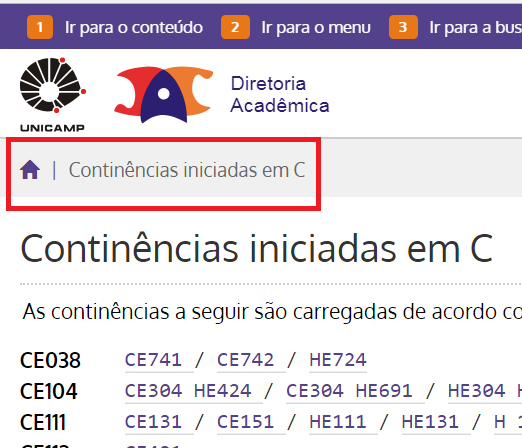 1 Ir para o conteúdo 2 Ir para o menu 3 Ir para a bus
UNICAMP
Diretoria
Acadêmica
| Continências iniciadas em C
Continências iniciadas em C
As continências a seguir são carregadas de acordo co
CE038 CE741 / CE742 / HE724
CE104 CE304 HE424 / CE304 HE691 / HE304 H
CE111 CE131 / CE151 / HE111 / HE131 / H 1